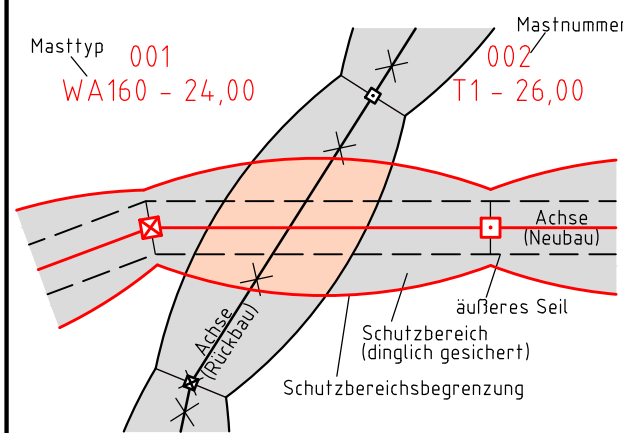 Masttyp
001
WA160 - 24,00
Mastnummer
002
T1 - 26,00
Achse
(Neubau)
äußeres Seil
Achse
(Rückbau)
Schutzbereich
(dinglich gesichert)
Schutzbereichsbegrenzung